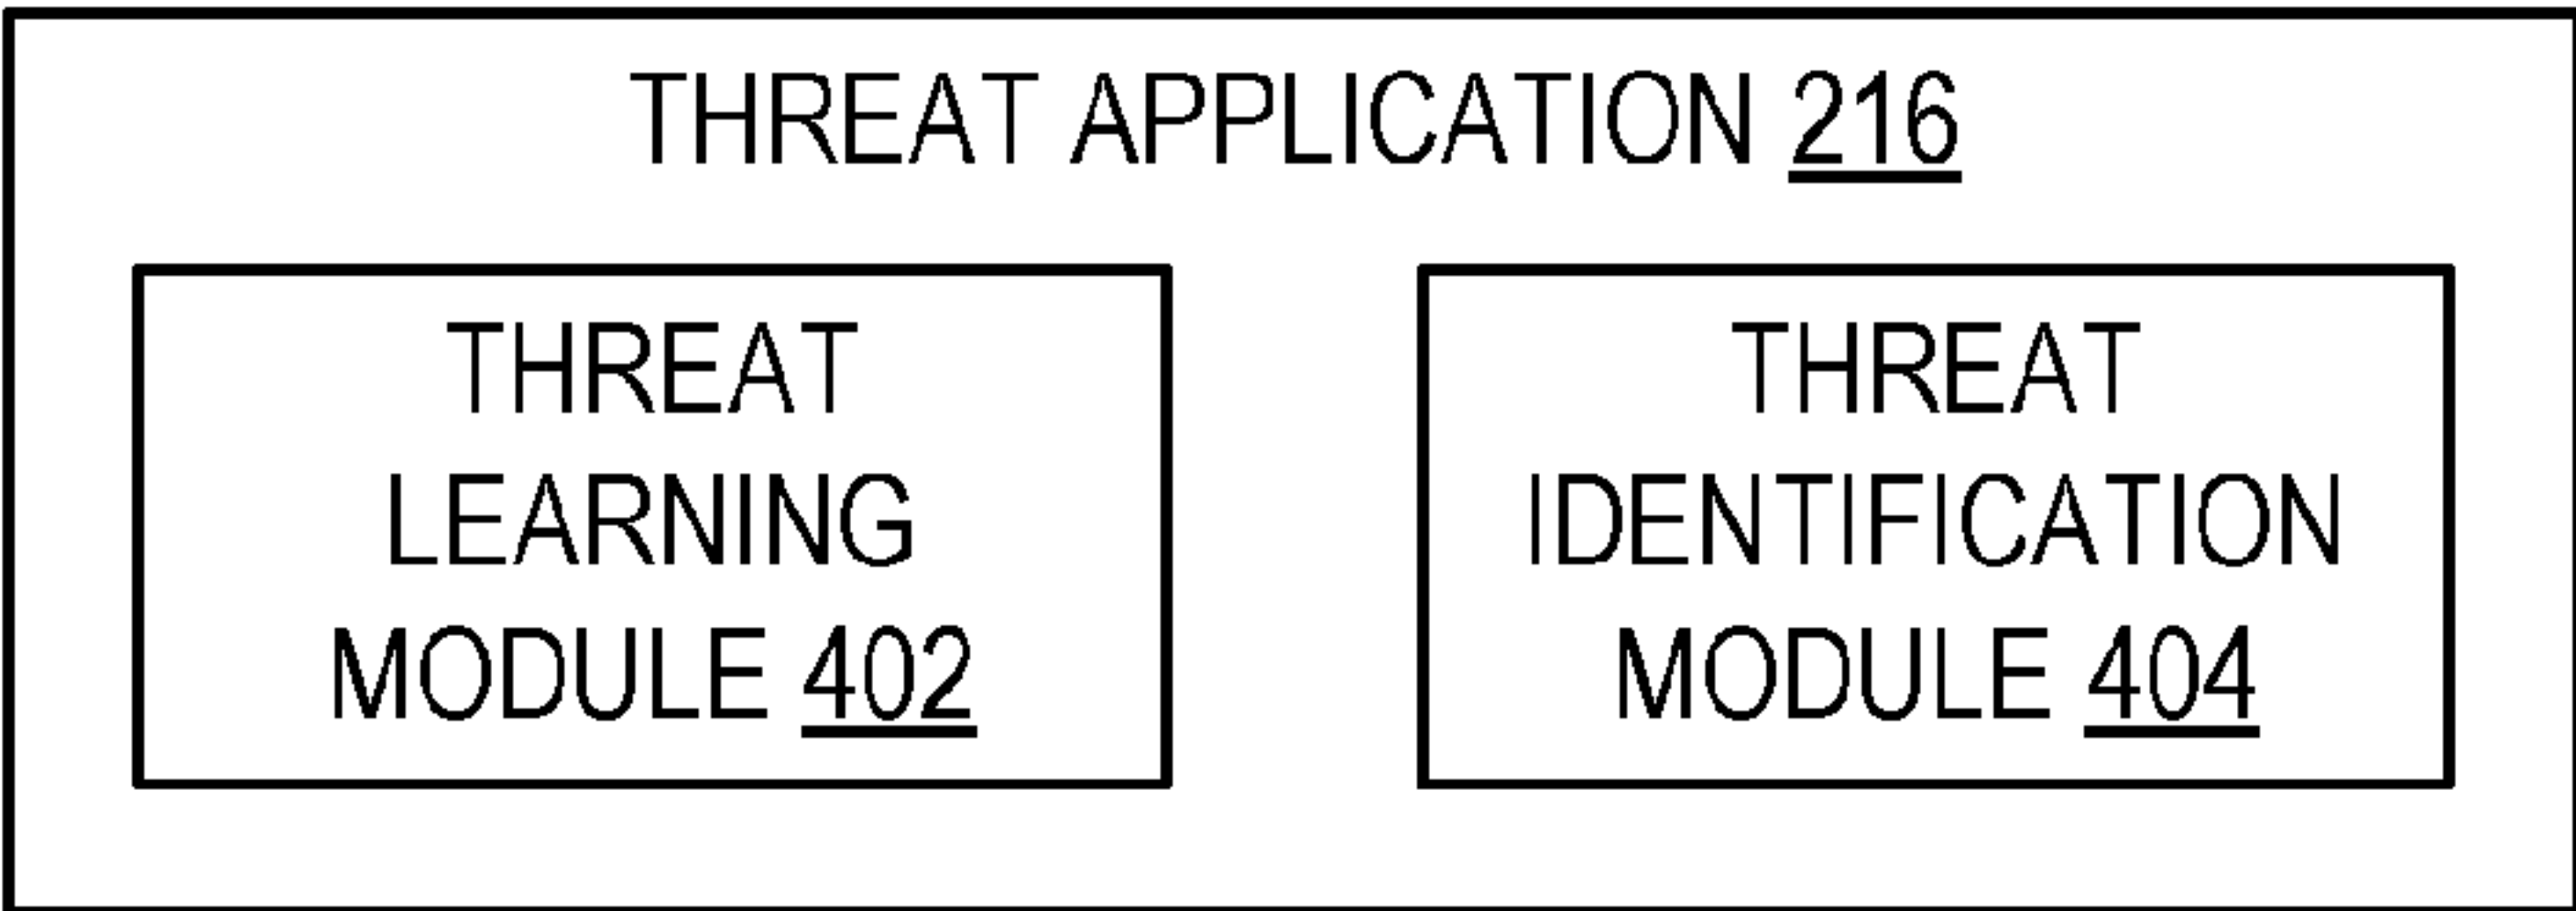 THREAT APPLICATION 216
THREAT
LEARNING
MODULE 402
THREAT
IDENTIFICATION
MODULE 404